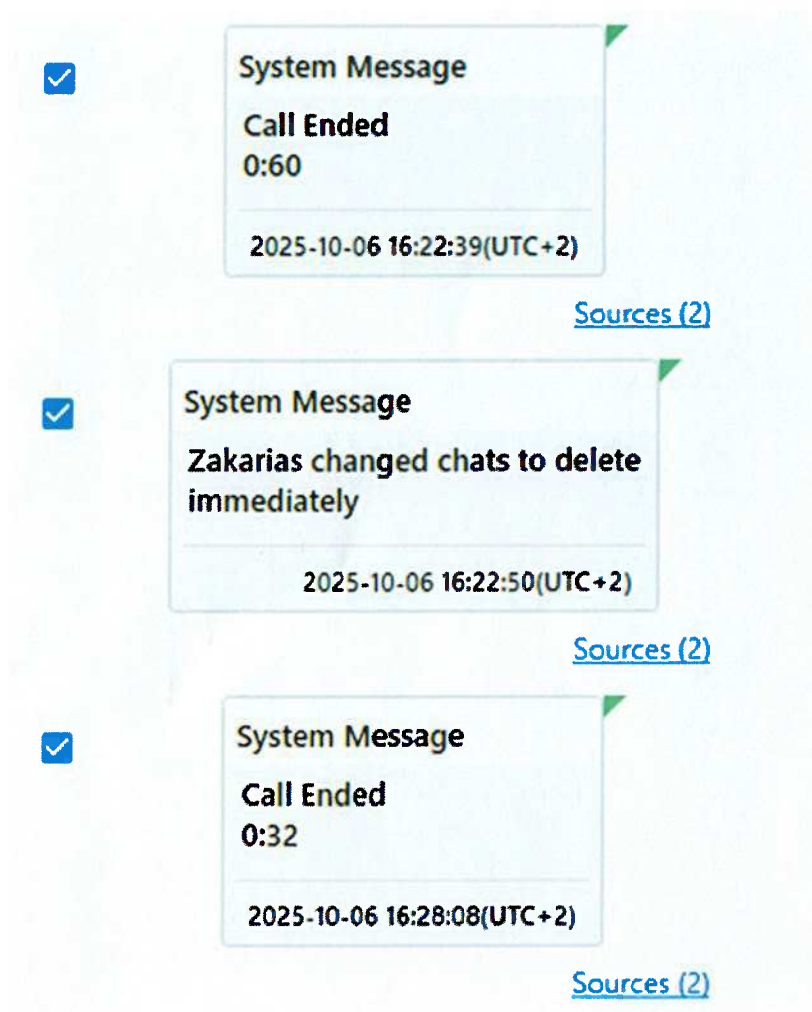 System Message
Call Ended
0:60
2025-10-06 16:22:39(UTC+2)
Sources (2)
System Message
Zakarias changed chats to delete
immediately
2025-10-06 16:22:50(UTC+2)
Sources (2)
System Message
Call Ended
0:32
2025-10-06 16:28:08(UTC+2)
Sources (2)